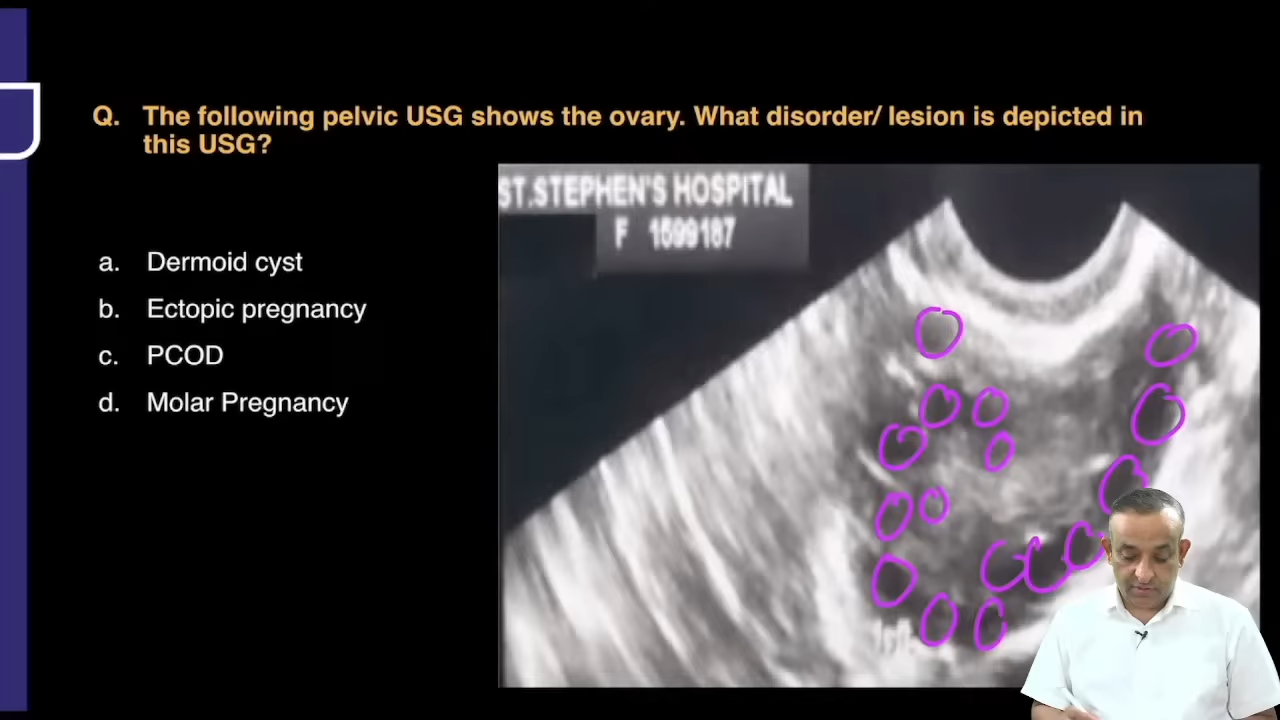 Q. The following pelvic USG shows the ovary. What disorder/ lesion is depicted in
this USG?
a. Dermoid cyst
b. Ectopic pregnancy
c. PCOD
d. Molar Pregnancy
ST.STEPHEN'S HOSPITAL
F 1599187